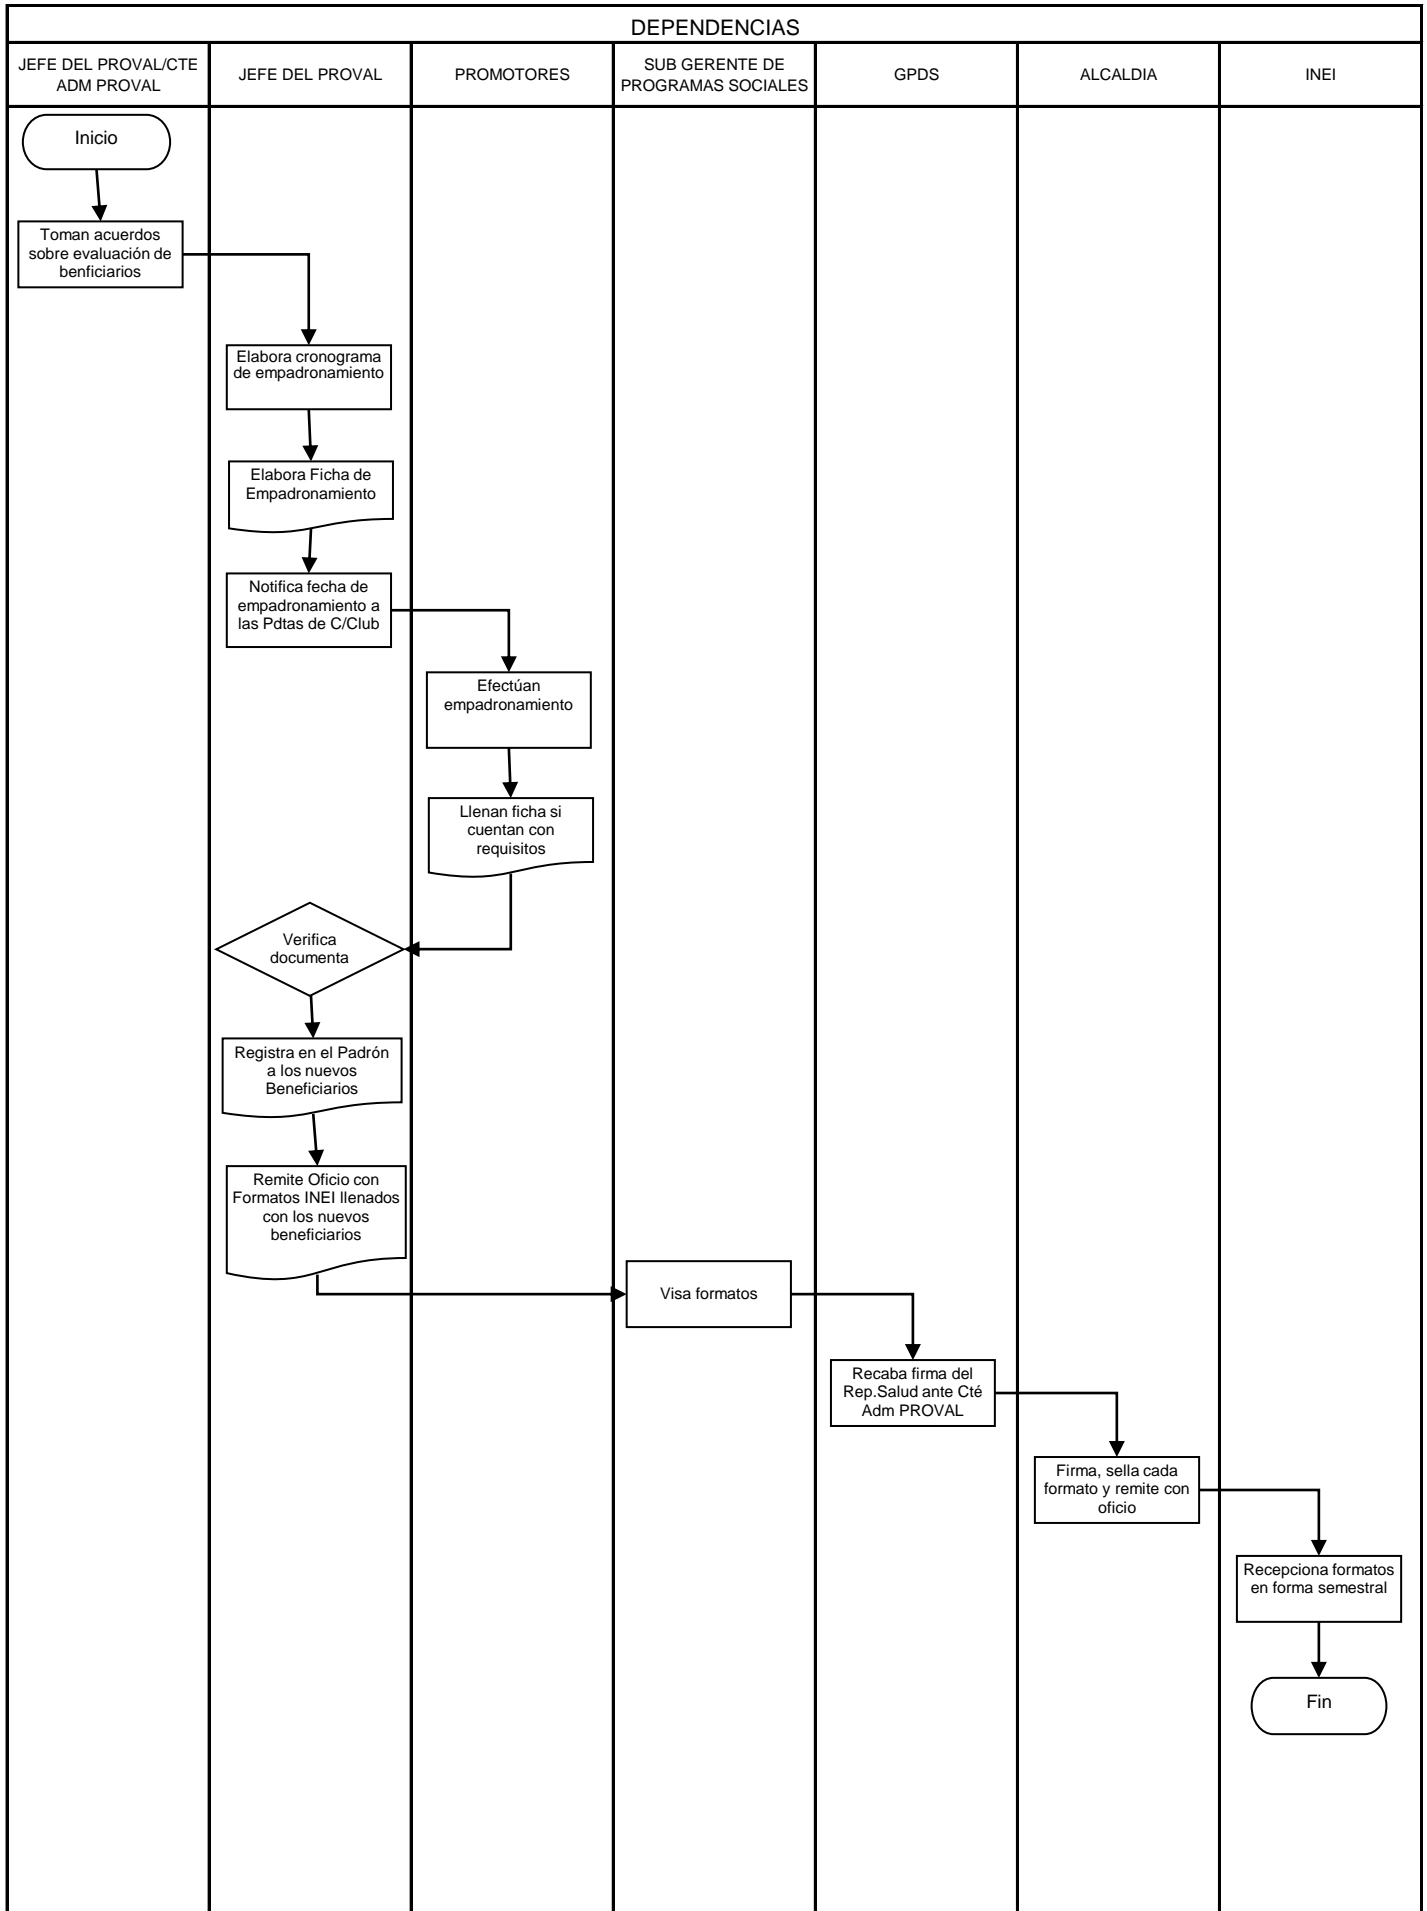 DEPENDENCIAS
JEFE DEL PROVAL/CTE
ADM PROVAL
JEFE DEL PROVAL
PROMOTORES
SUB GERENTE DE
PROGRAMAS SOCIALES
GPDS
ALCALDIA
INEI
Inicio
Toman acuerdos
sobre evaluación de
benficiarios
Elabora cronograma
de empadronamiento
Elabora Ficha de
Empadronamiento
Notifica fecha de
empadronamiento a
las Pdtas de C/Club
Efectúan
empadronamiento
Llenan ficha si
cuentan con
requisitos
Verifica
documenta
Registra en el Padrón
a los nuevos
Beneficiarios
Remite Oficio con
Formatos INEI llenados
con los nuevos
beneficiarios
Visa formatos
Recaba firma del
Rep.Salud ante Cté
Adm PROVAL
Firma, sella cada
formato y remite con
oficio
Recepciona formatos
en forma semestral
Fin